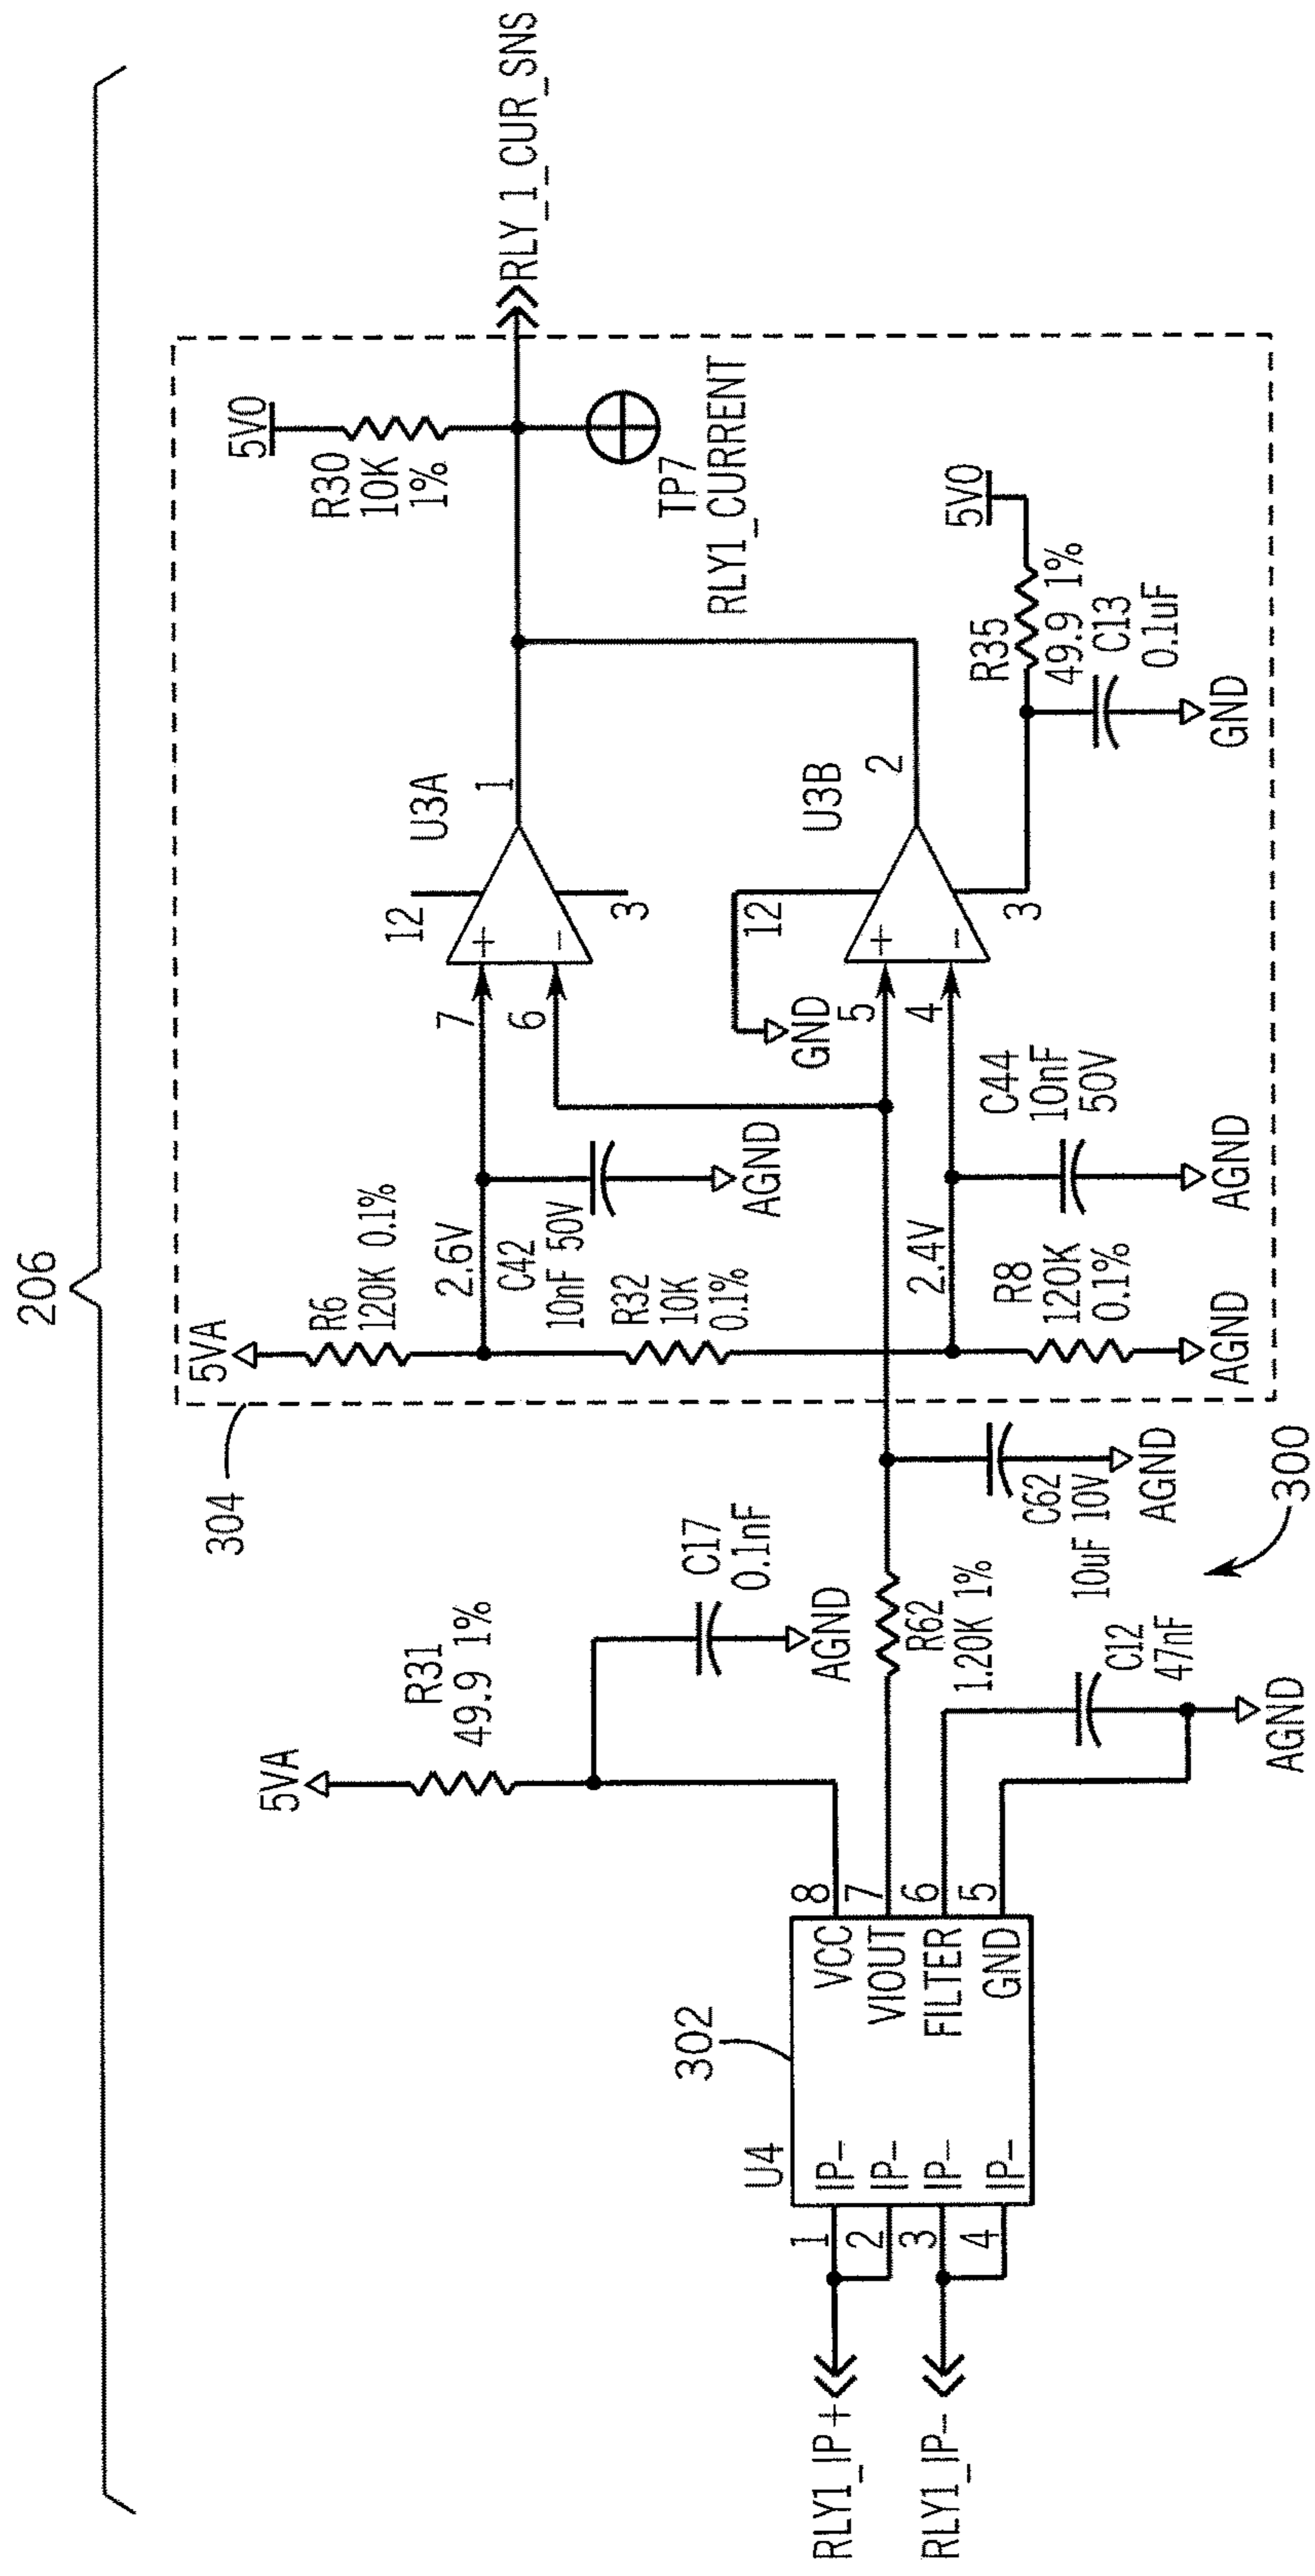 206
RLY_1_CUR_SNS
304
5VA
R6
120K 0.1%
2.6V
C42
10nF 50V
AGND
R32
10K
0.1%
2.4V
R8
120K
0.1%
AGND
C44
10nF
50V
AGND
7
6
+
–
12
3
U3A
1
5V0
R30
10K
1%
TP7
RLY1_CURRENT
GND
5
4
+
–
12
3
U3B
2
5V0
R35
49.9 1%
C13
0.1uF
GND
5VA
R31
49.9 1%
C17
0.1nF
AGND
R62
1.20K 1%
C62
10uF 10V
AGND
C12
47nF
AGND
300
302
U4
8
7
6
5
VCC
VIOUT
FILTER
GND
IP–
IP–
IP–
IP–
1
2
3
4
RLY1_IP+
RLY1_IP–